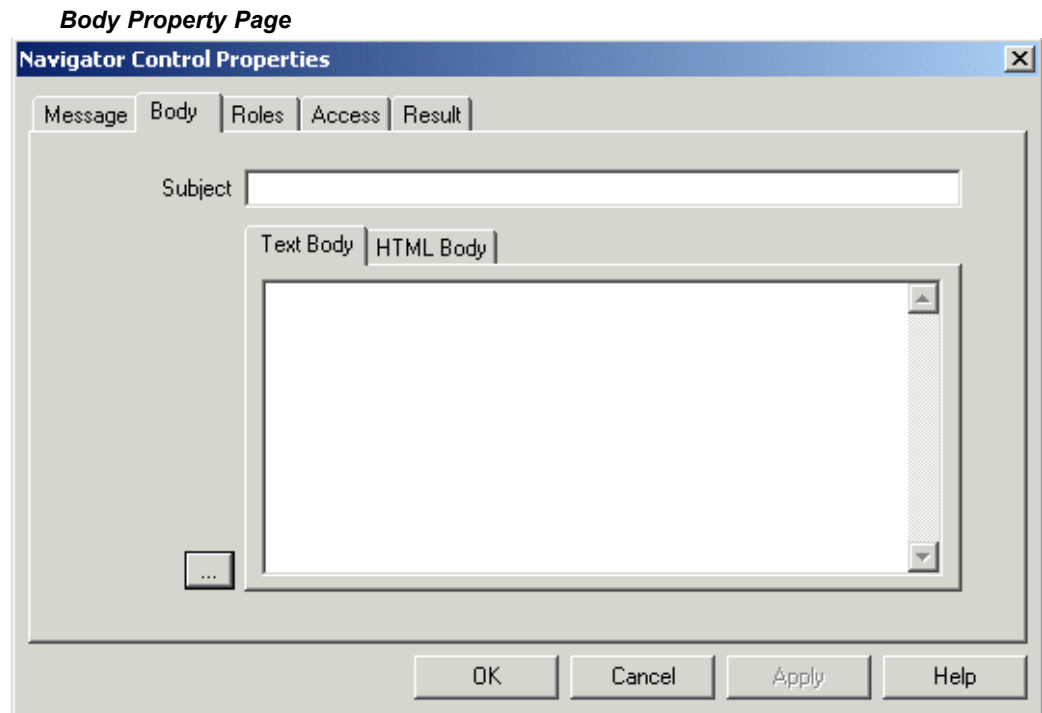 Body Property Page
Navigator Control Properties
Message Body Roles Access Result
Subject
Text Body HTML Body
...
OK Cancel Apply Help